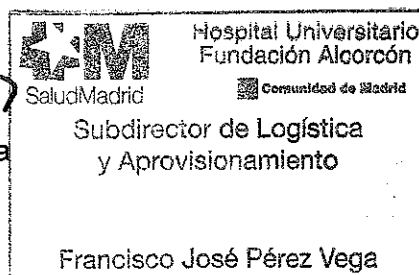 Hospital Universitario
Fundación Alcorcón
SaludMadrid
Comunidad de Madrid
Subdirector de Logística
y Aprovisionamiento
a
Francisco José Pérez Vega